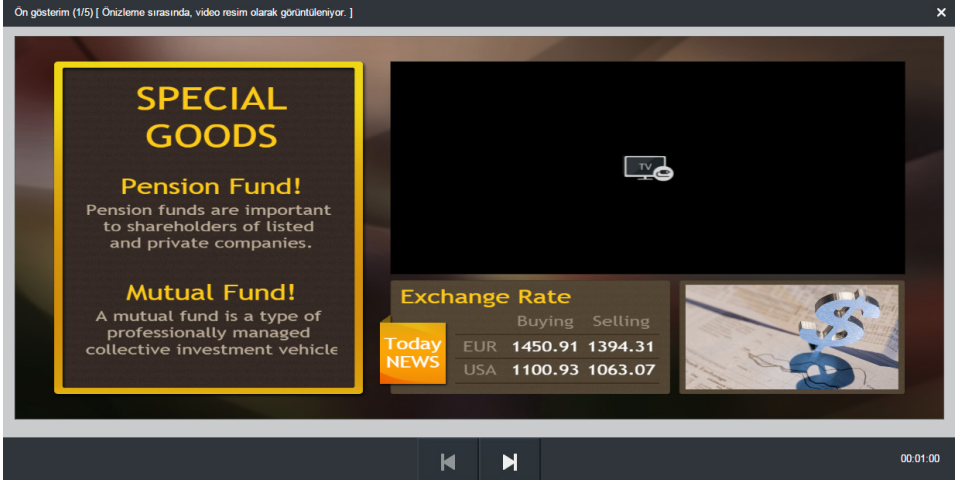 Ön gösterim (1/5) [ Önizleme sırasında, video resim olarak görüntüleniyor. ]
SPECIAL
GOODS
Pension Fund!
Pension funds are important
to shareholders of listed
and private companies.
Mutual Fund!
A mutual fund is a type of
professionally managed
collective investment vehicle
TV
Exchange Rate
Buying Selling
Today
NEWS
EUR 1450.91 1394.31
USA 1100.93 1063.07
00:01:00